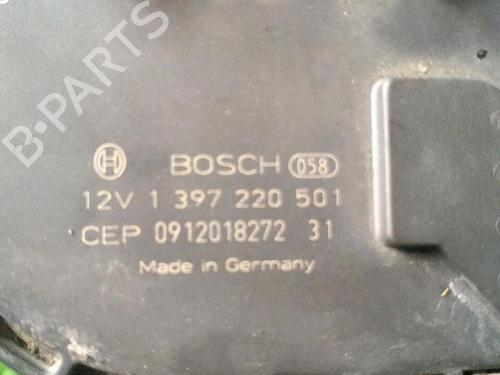 B-PARTS
BOSCH 058
12V 1 397 220 501
CEP 0912018272 31
Made in Germany